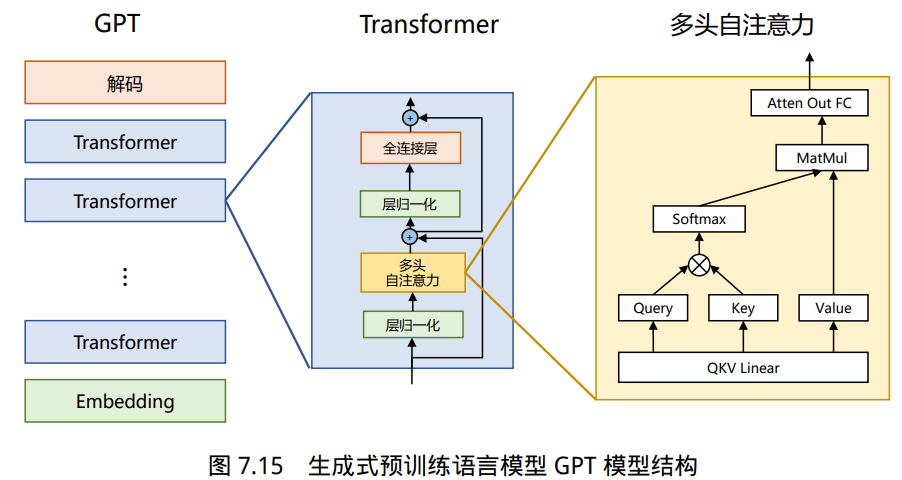 GPT
解码
Transformer
Transformer
⋮
Transformer
Embedding
Transformer
+
全连接层
层归一化
+
多头
自注意力
层归一化
多头自注意力
Atten Out FC
MatMul
Softmax
Query
Key
Value
QKV Linear
图 7.15 生成式预训练语言模型 GPT 模型结构